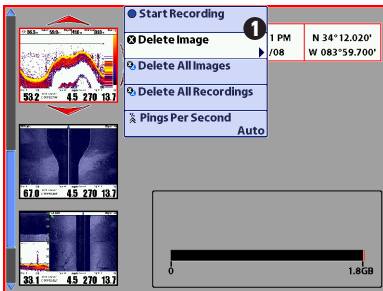 Start Recording
Delete Image
1
Delete All Images
Delete All Recordings
Pings Per Second
Auto
1 PM
/08
N 34°12.020'
W 083°59.700'
53.2 4.5 270 13.7
67.0 4.5 270 13.7
33.1 4.5 270 13.7
0 1.8GB